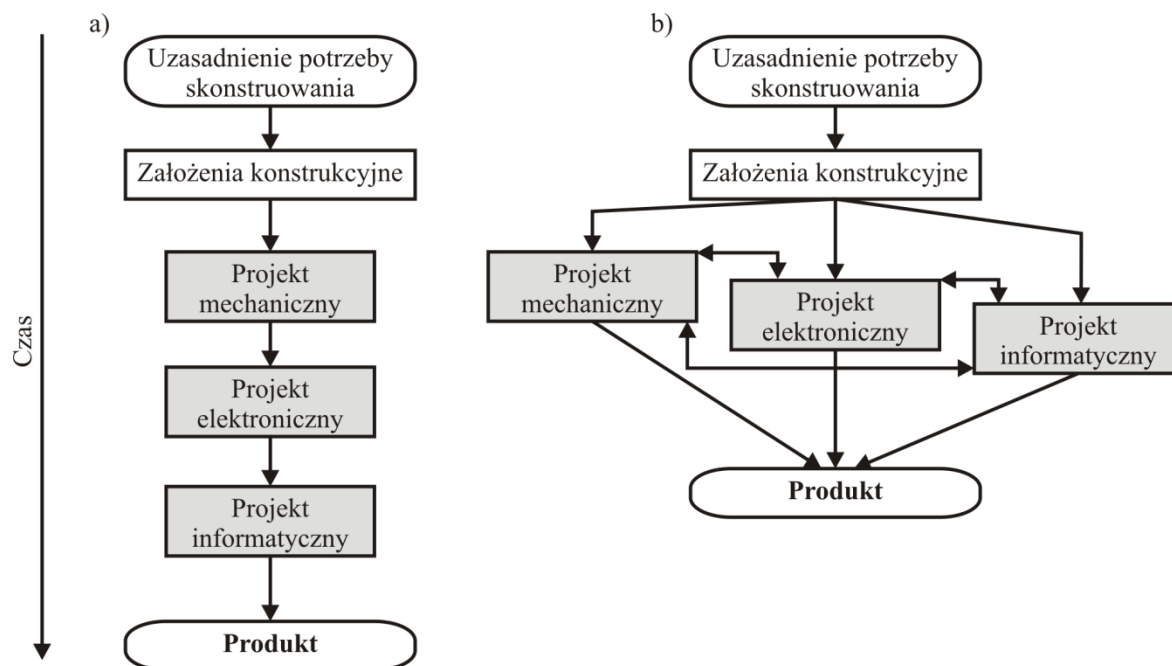 Czas
a)
Uzasadnienie potrzeby
skonstruowania
Założenia konstrukcyjne
Projekt
mechaniczny
Projekt
elektroniczny
Projekt
informatyczny
Produkt
b)
Uzasadnienie potrzeby
skonstruowania
Założenia konstrukcyjne
Projekt
mechaniczny
Projekt
elektroniczny
Projekt
informatyczny
Produkt